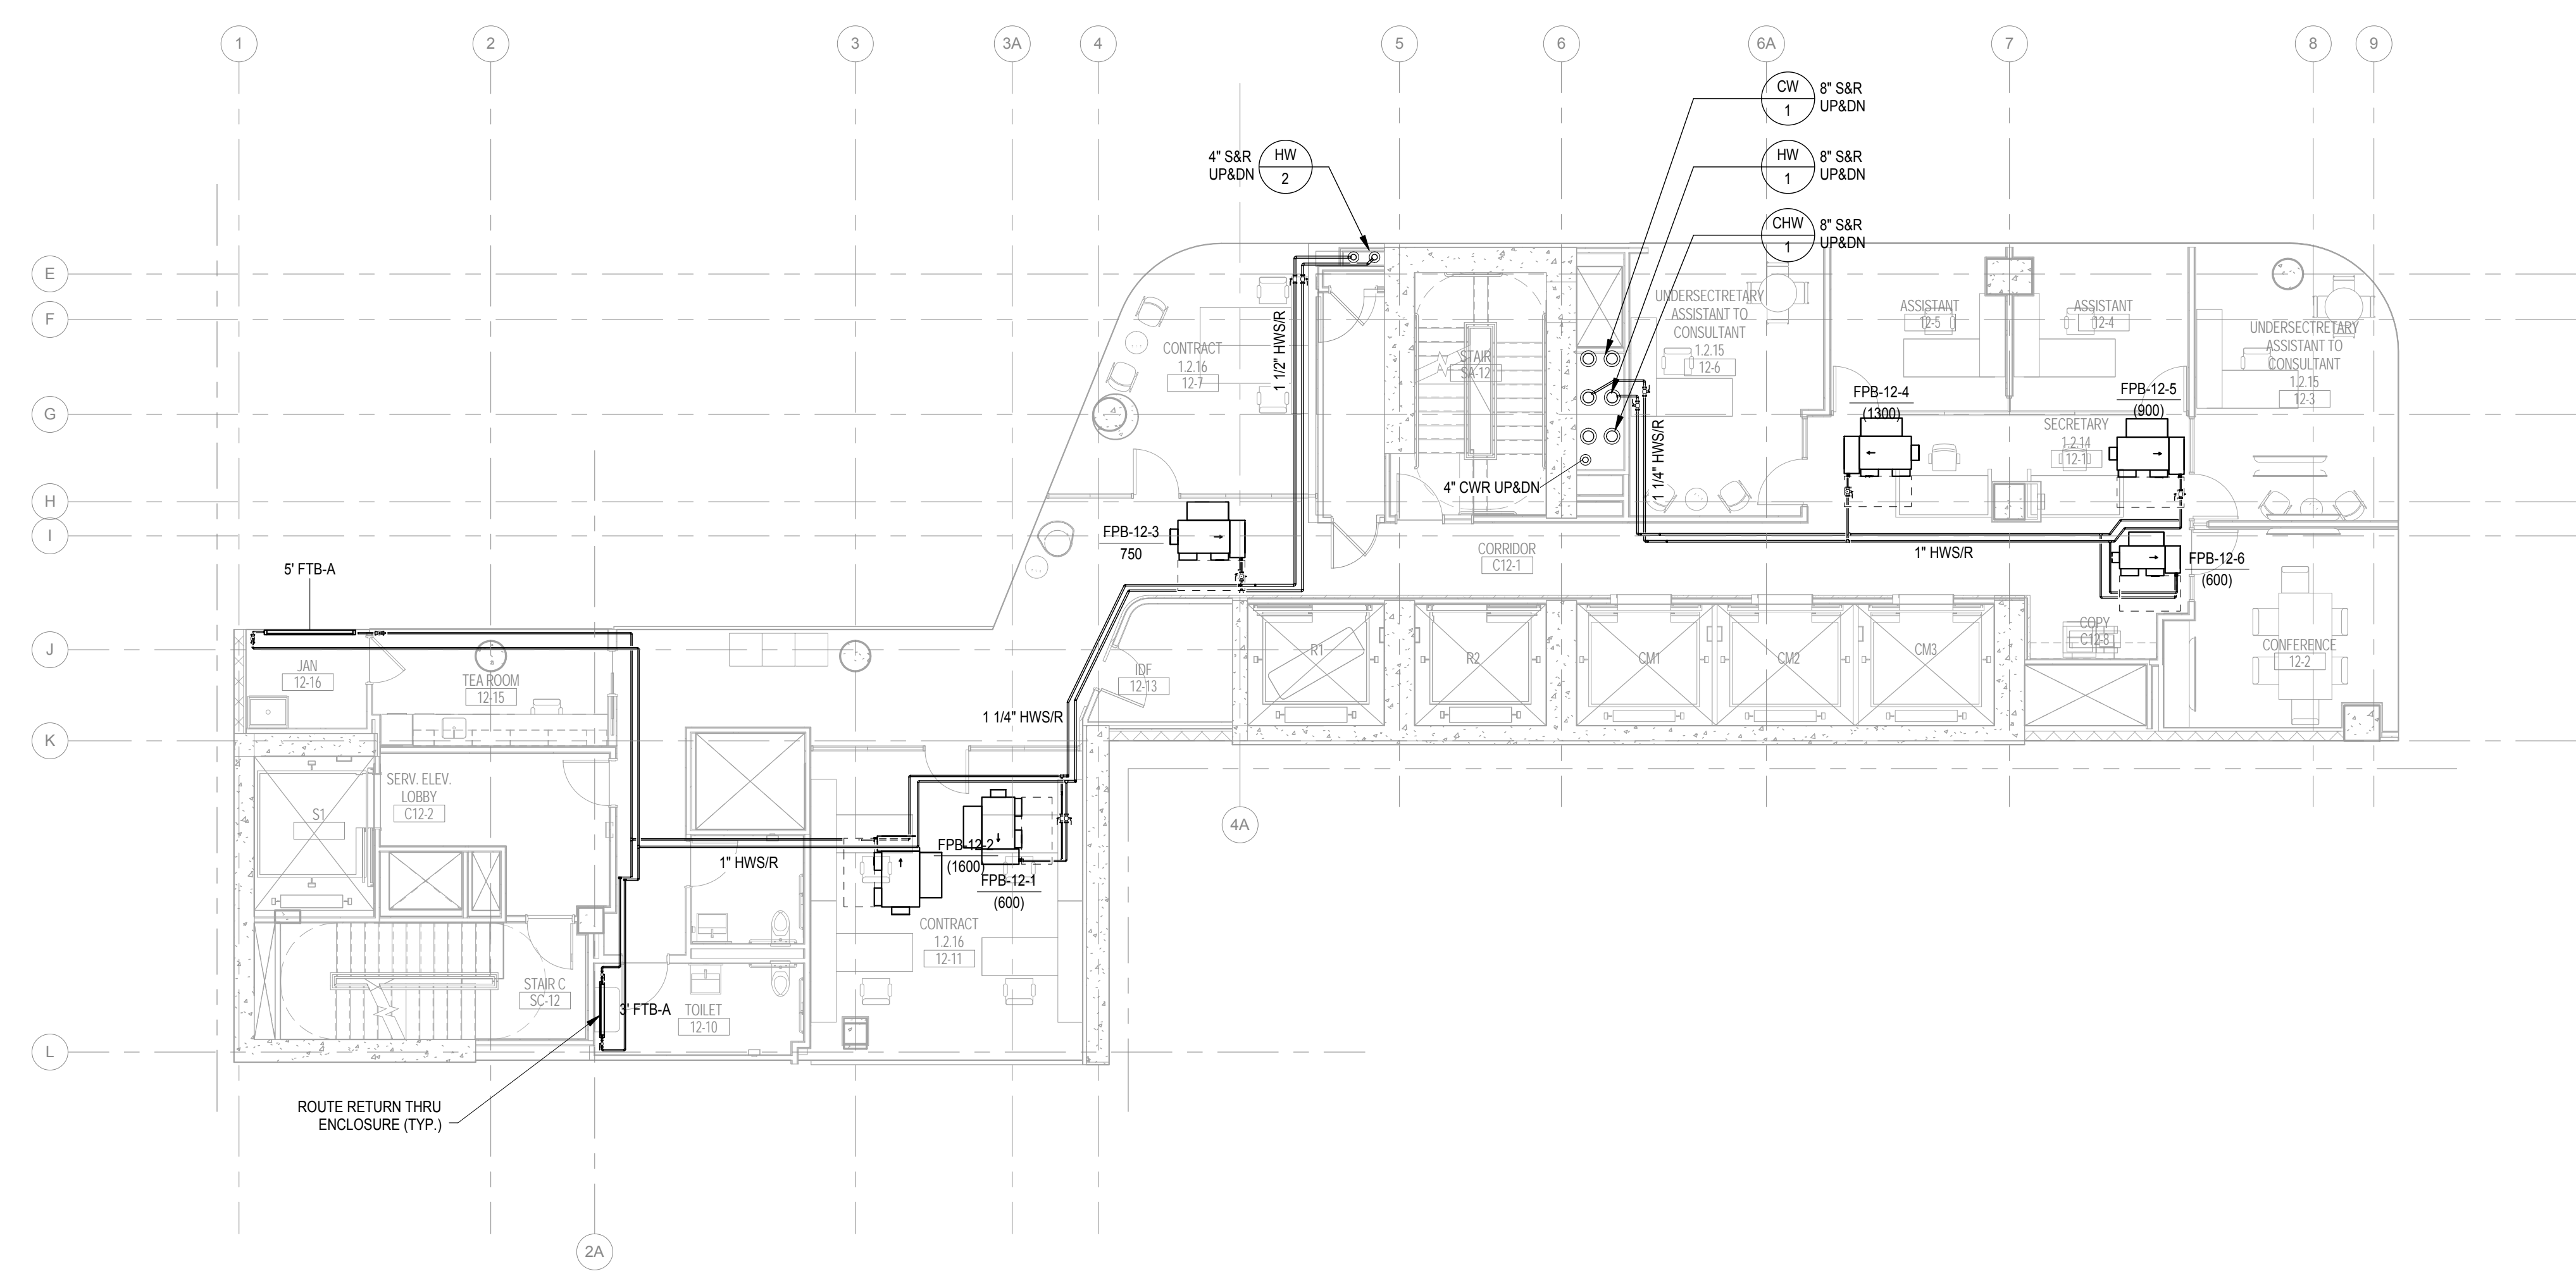 1
2
3
3A
4
5
6
6A
7
8
9
CW
1
8" S&R
UP&DN
HW
1
8" S&R
UP&DN
CHW
1
8" S&R
UP&DN
4" S&R
UP&DN
HW
2
E
F
G
H
I
J
K
L
CONTRACT
1.2.16
12-7
1 1/2" HWS/R
STAIR
SA-12
UNDERSECTRETARY
ASSISTANT TO
CONSULTANT
1.2.15
12-6
ASSISTANT
12-5
ASSISTANT
12-4
UNDERSECTRETARY
ASSISTANT TO
CONSULTANT
1.2.15
12-3
FPB-12-4
(1300)
FPB-12-5
(900)
SECRETARY
1.2.14
12-1
4" CWR UP&DN
1 1/4" HWS/R
FPB-12-3
750
CORRIDOR
C12-1
1" HWS/R
FPB-12-6
(600)
5' FTB-A
JAN
12-16
TEA ROOM
12-15
IDF
12-13
R1
R2
CM1
CM2
CM3
COPY
C12-8
CONFERENCE
12-2
1 1/4" HWS/R
SERV. ELEV.
LOBBY
C12-2
S1
1" HWS/R
FPB-12-2
(1600)
FPB-12-1
(600)
4A
CONTRACT
1.2.16
12-11
STAIR C
SC-12
3' FTB-A
TOILET
12-10
ROUTE RETURN THRU
ENCLOSURE (TYP.)
2A